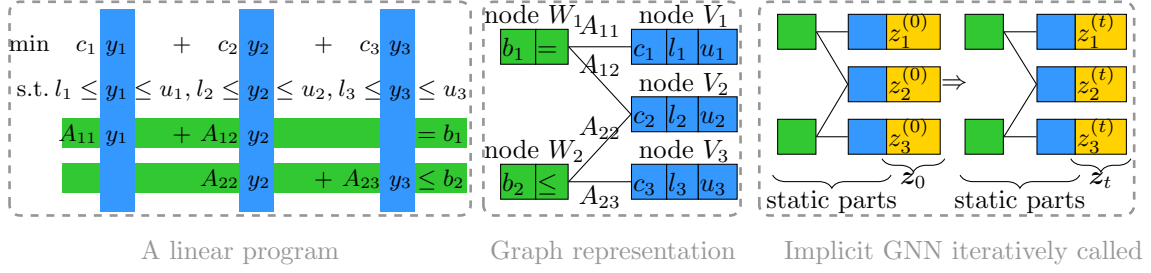 min c₁ y₁ + c₂ y₂ + c₃ y₃
s.t. l₁ ≤ y₁ ≤ u₁, l₂ ≤ y₂ ≤ u₂, l₃ ≤ y₃ ≤ u₃
A₁₁ y₁ + A₁₂ y₂ = b₁
A₂₂ y₂ + A₂₃ y₃ ≤ b₂
A linear program
node W₁ A₁₁ node V₁
b₁ = c₁ l₁ u₁
A₁₂
node V₂
c₂ l₂ u₂
A₂₂
node W₂ node V₃
b₂ ≤ c₃ l₃ u₃
A₂₃
Graph representation
z₁⁽⁰⁾ z₁⁽ᵗ⁾
z₂⁽⁰⁾ ⇒ z₂⁽ᵗ⁾
z₃⁽⁰⁾ z₃⁽ᵗ⁾
z₀ zₜ
static parts static parts
Implicit GNN iteratively called